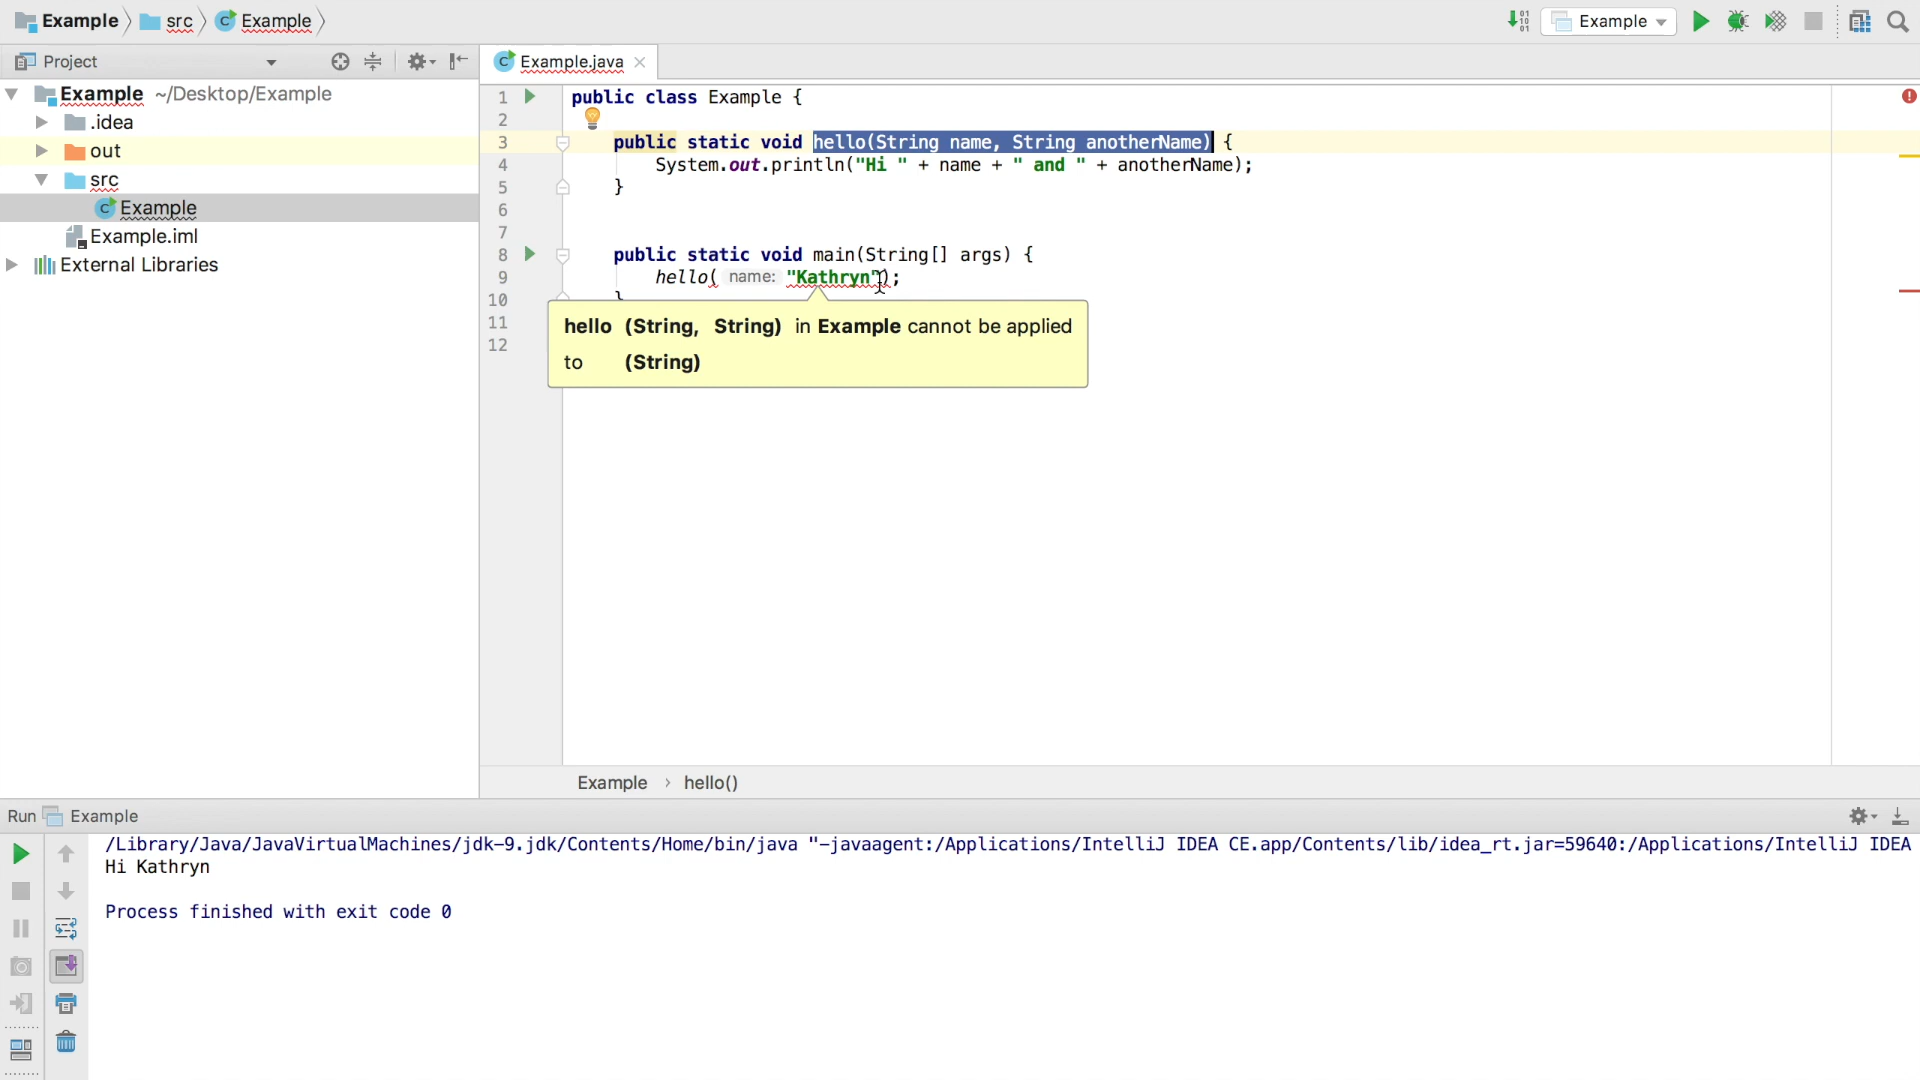 Example src Example
01
10
Example
Project
Example.java
Example ~/Desktop/Example
.idea
out
src
Example
Example.iml
External Libraries
1 public class Example {
2
3 public static void hello(String name, String anotherName) {
4 System.out.println("Hi " + name + " and " + anotherName);
5 }
6
7
8 public static void main(String[] args) {
9 hello( name: "Kathryn");
10 }
11
12
hello (String, String) in Example cannot be applied
to (String)
Example › hello()
Run Example
/Library/Java/JavaVirtualMachines/jdk-9.jdk/Contents/Home/bin/java "-javaagent:/Applications/IntelliJ IDEA CE.app/Contents/lib/idea_rt.jar=59640:/Applications/IntelliJ IDEA
Hi Kathryn
Process finished with exit code 0